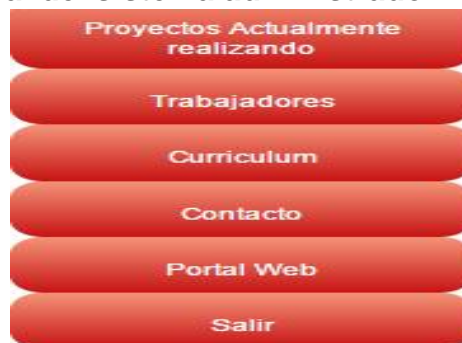 Proyectos Actualmente
realizando
Trabajadores
Curriculum
Contacto
Portal Web
Salir